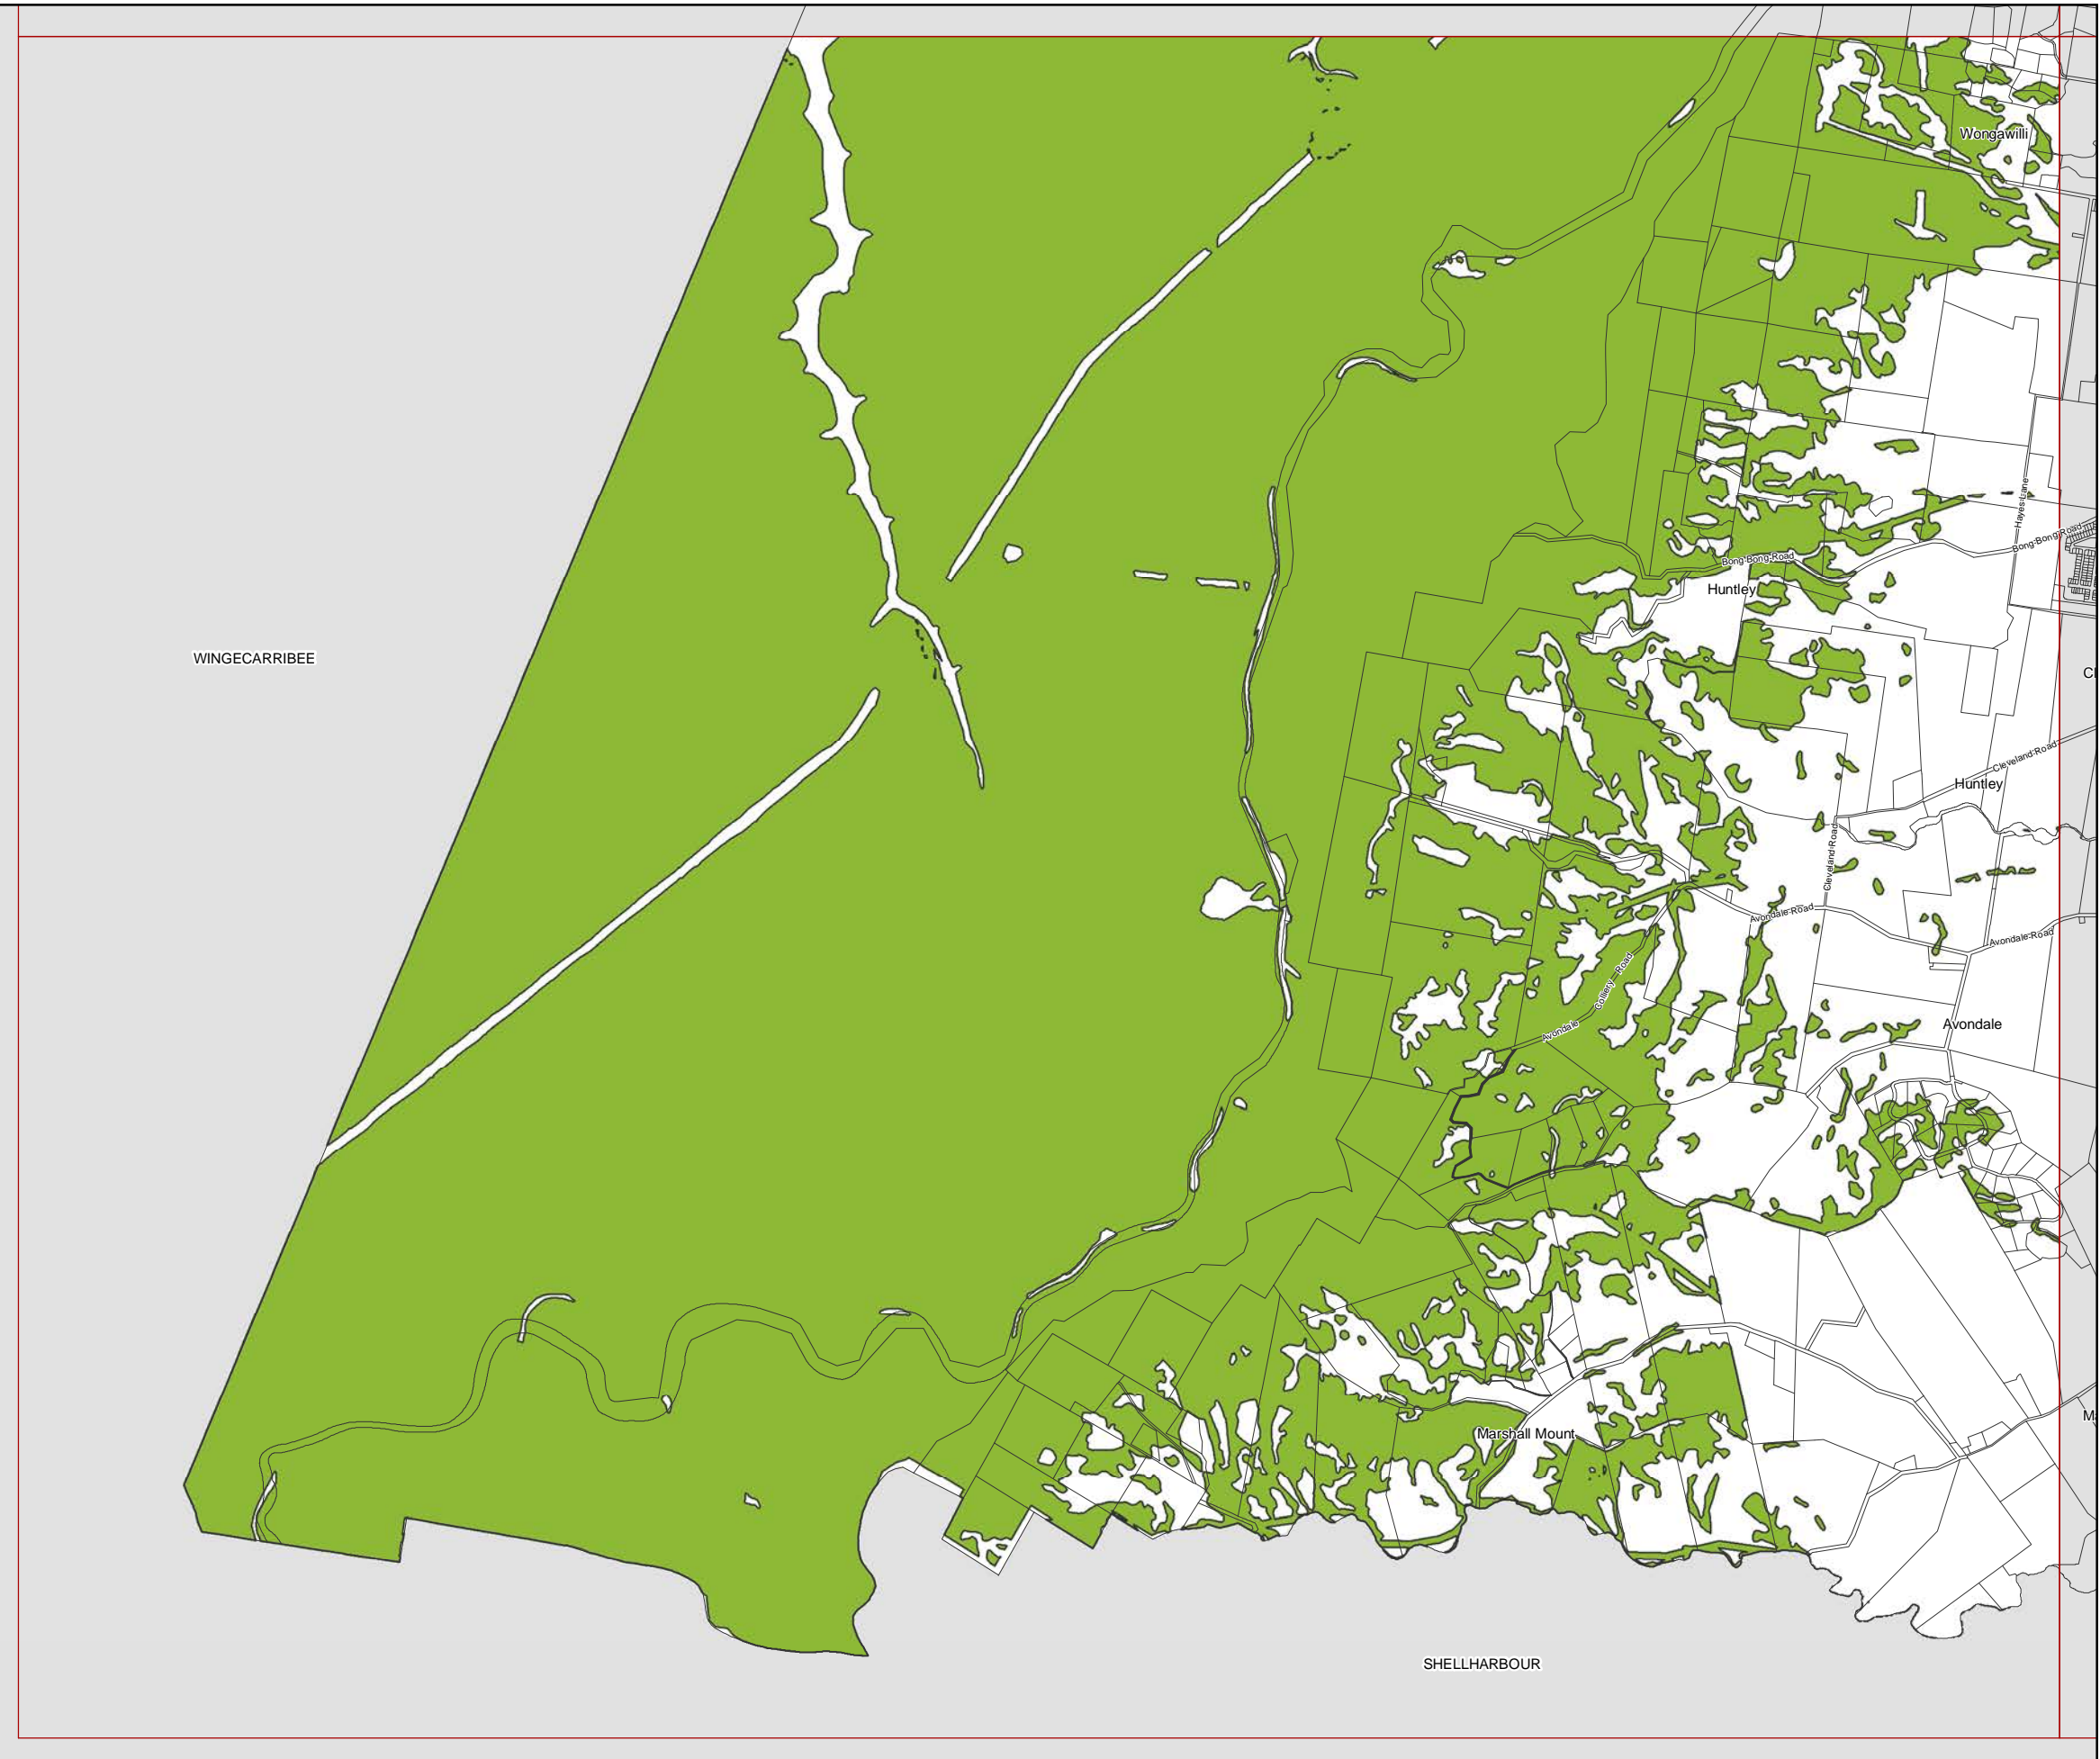 Wongawilli
Hayes Lane
Bong Bong Road
Bong Bong Road
Huntley
WINGECARRIBEE
Cl
Cleveland Road
Huntley
Cleveland Road
Avondale Road
Avondale Road
Avondale Colliery Road
Avondale
M
Marshall Mount
SHELLHARBOUR